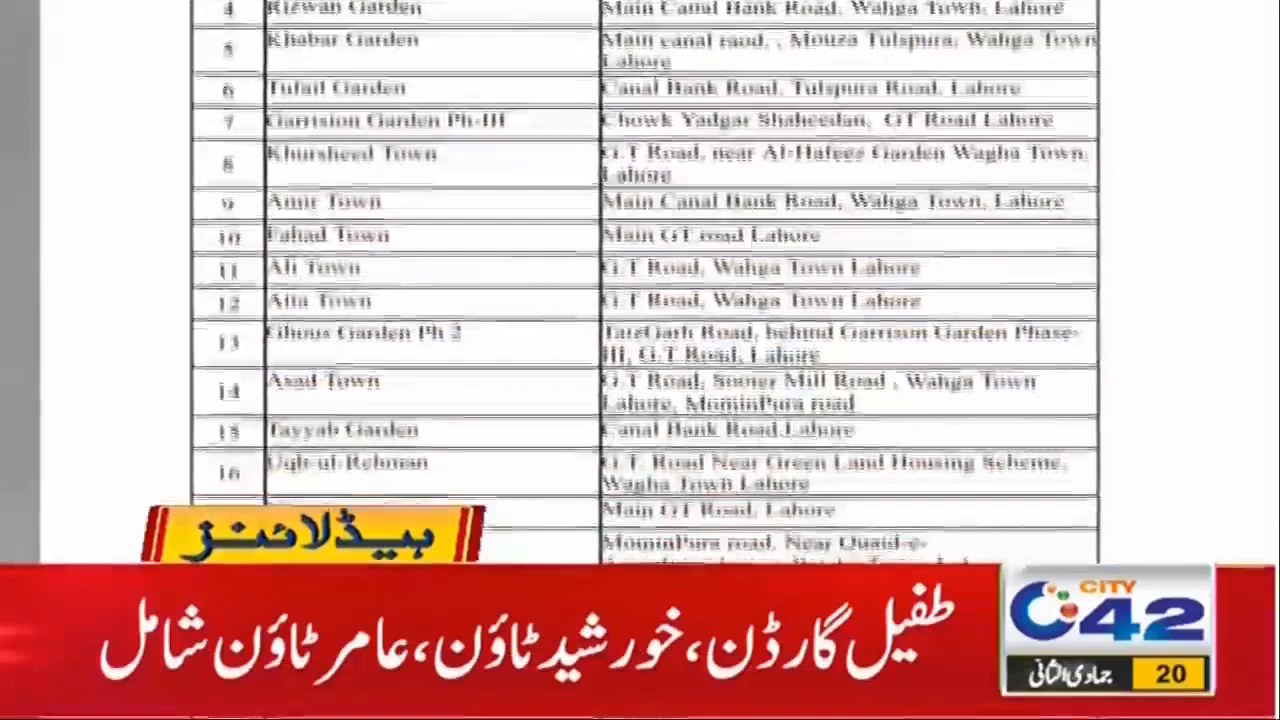 4 Rizwan Garden Main Canal Bank Road, Wahga Town, Lahore
5 Khabar Garden Main canal raod, , Mouza Tulspura, Wahga Town
Lahore
6 Tufail Garden Canal Bank Road, Tulspura Road, Lahore
7 Garrision Garden Ph-III Chowk Yadgar Shaheedan, GT Road Lahore
8 Khursheed Town G.T Road, near Al-Hafeez Garden Wagha Town,
Lahore
9 Amir Town Main Canal Bank Road, Wahga Town, Lahore
10 Fahad Town Main GT road Lahore
11 Ali Town G.T Road, Wahga Town Lahore
12 Atta Town G.T Road, Wahga Town Lahore
13 Ghous Garden Ph 2 Road, behind Garrison Garden Phase-
III, G.T Road, Lahore
14 Asad Town G.T Road, Mill Road , Wahga Town
Lahore, MominPura road
15 Tayyab Garden Canal Bank Road Lahore
16 G.T. Road Near Green Land Housing Scheme,
Wagha Town Lahore
Main GT Road, Lahore
MominPura road, Near Quaid-e-
ہیڈلائنز
طفیل گارڈن، خورشید ٹاؤن، عامر ٹاؤن شامل
CITY
42
20 جمادی الثانی